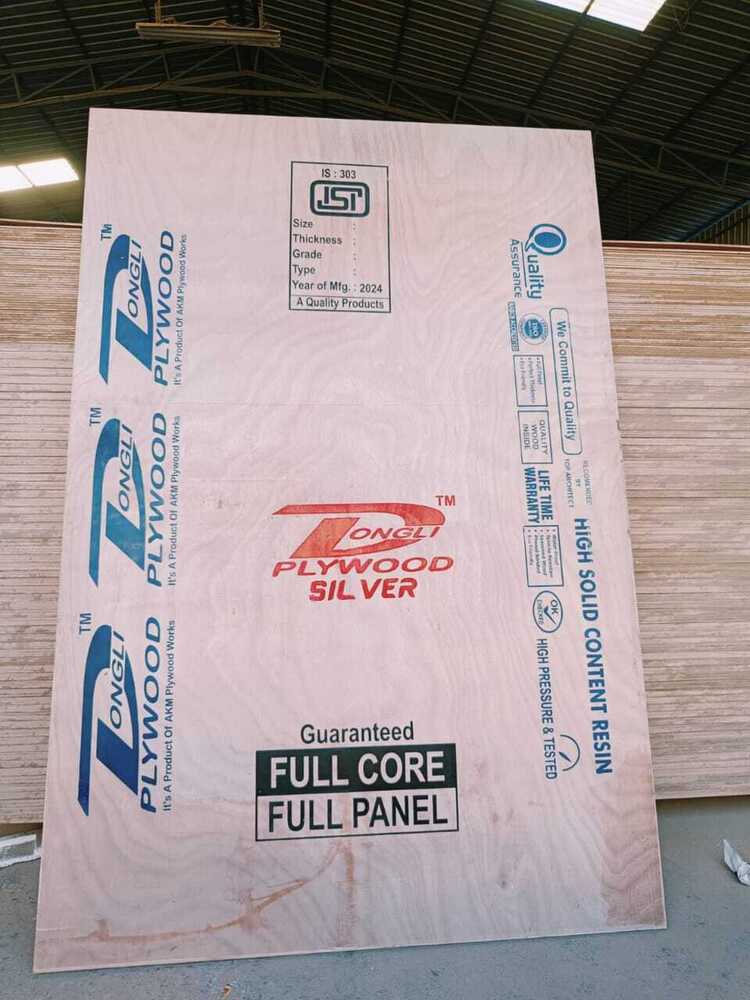 IS : 303
ISI
Size :
Thickness :
Grade :
Type :
Year of Mfg. : 2024
A Quality Products
DONGLI TM
PLYWOOD
It's A Product Of AKM Plywood Works
DONGLI TM
PLYWOOD
It's A Product Of AKM Plywood Works
DONGLI TM
PLYWOOD
It's A Product Of AKM Plywood Works
DONGLI TM
PLYWOOD
SILVER
Guaranteed
FULL CORE
FULL PANEL
Quality
Assurance
ISO
We Commit to Quality
QUALITY
WOOD
INSIDE
RECOMENDED
BY
TOP ARCHITECT
LIFE TIME
WARRANTY
OK
CHECKED
HIGH PRESSURE & TESTED
HIGH SOLID CONTENT RESIN